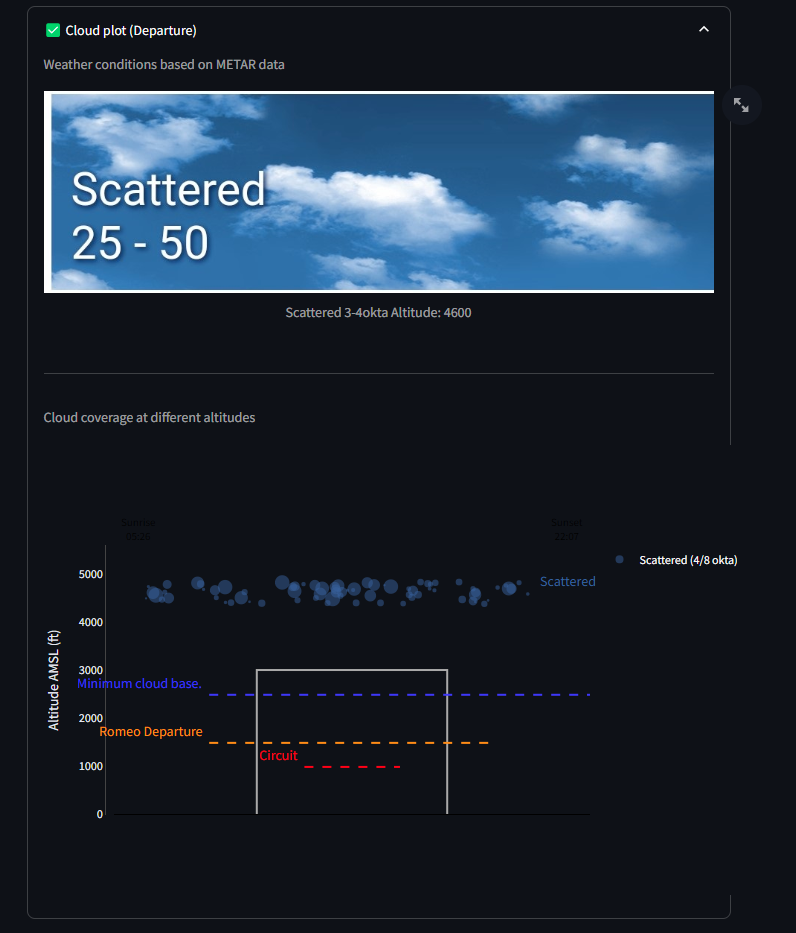 Cloud plot (Departure)
Weather conditions based on METAR data
Scattered
25 - 50
Scattered 3-4okta Altitude: 4600
Cloud coverage at different altitudes
Sunrise
Sunset
22:07
Scattered (4/8 okta)
5000
Scattered
4000
3000
Minimum cloud base.
2000
Romeo Departure
Circuit
1000
0
Altitude AMSL (ft)